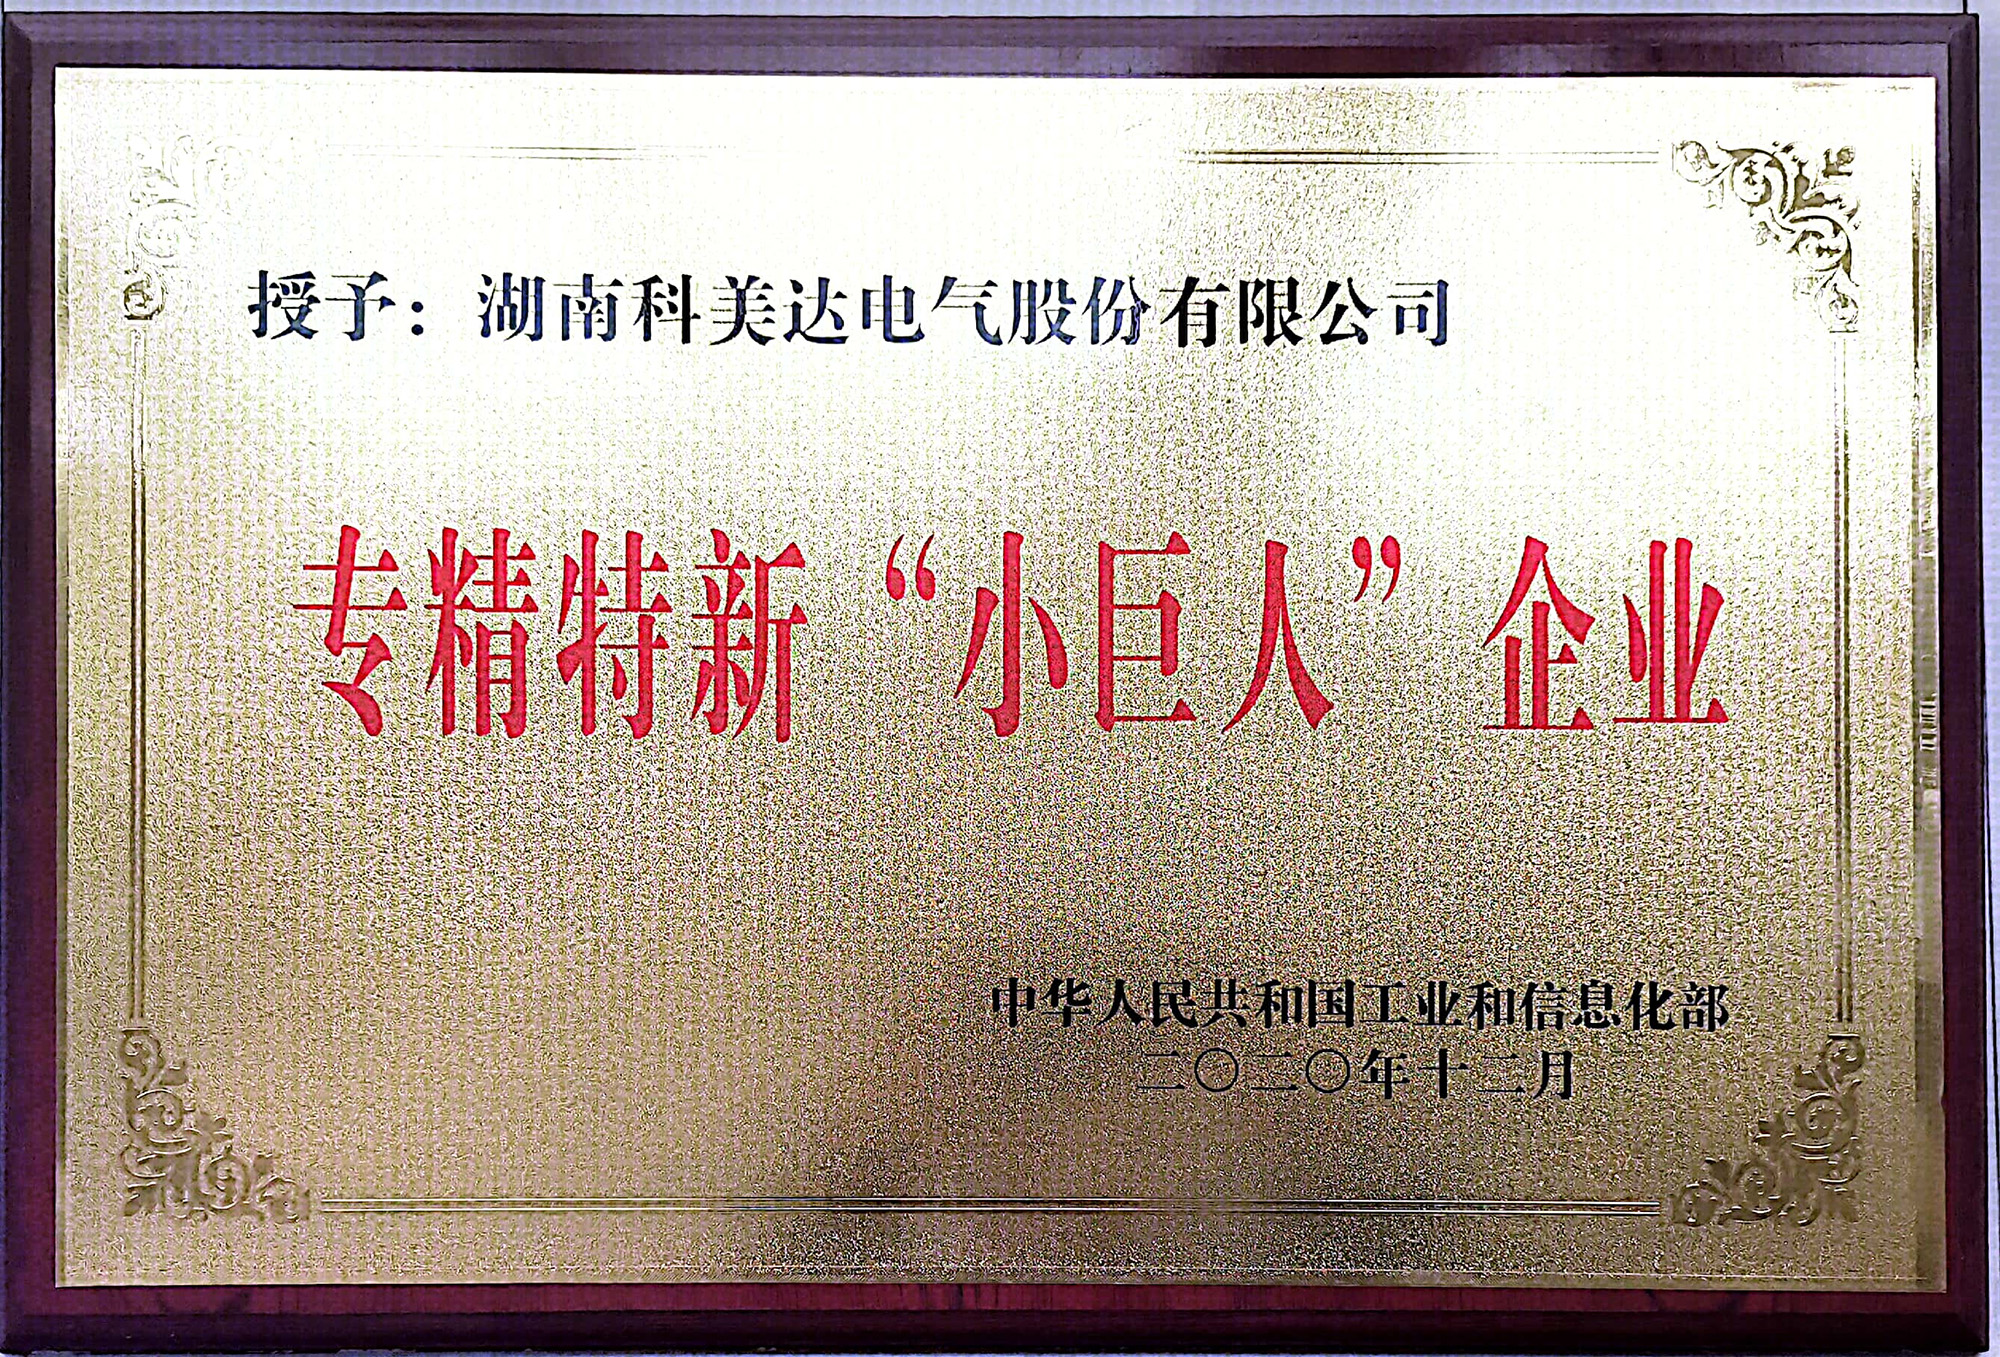 授予：湖南科美达电气股份有限公司
专精特新“小巨人”企业
中华人民共和国工业和信息化部
二〇二〇年十二月